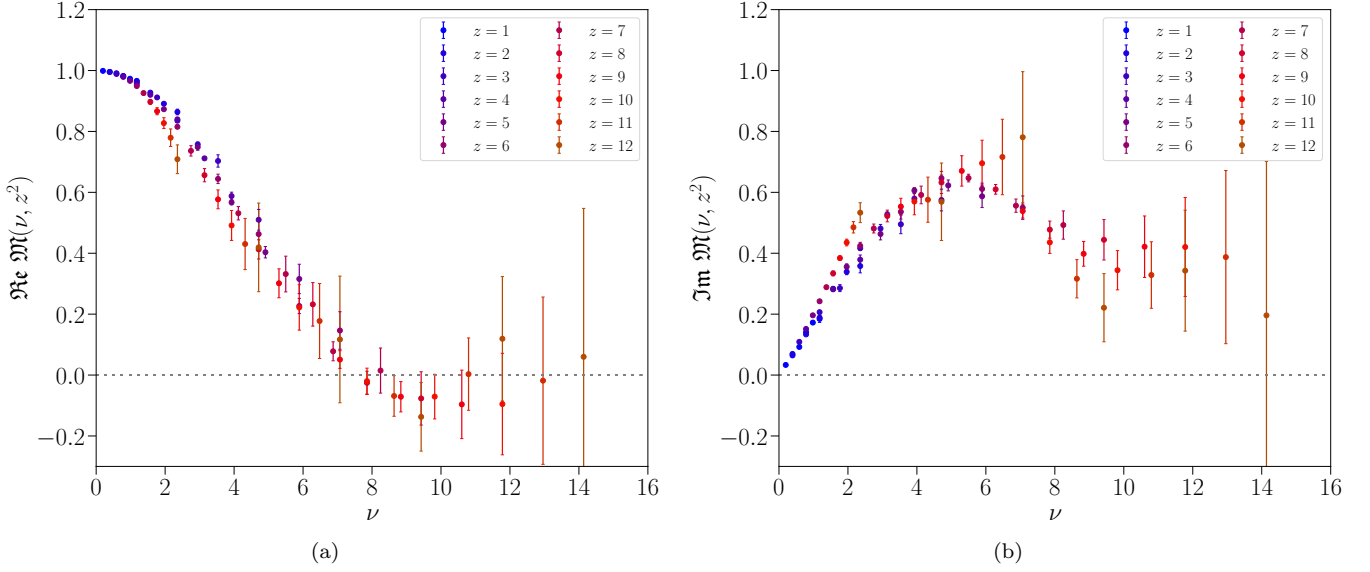 1.2
1.0
0.8
0.6
0.4
0.2
0.0
−0.2
ℜ𝔢 𝔐(ν, z²)
0 2 4 6 8 10 12 14 16
ν
z = 1
z = 2
z = 3
z = 4
z = 5
z = 6
z = 7
z = 8
z = 9
z = 10
z = 11
z = 12
(a)
1.2
1.0
0.8
0.6
0.4
0.2
0.0
−0.2
ℑ𝔪 𝔐(ν, z²)
0 2 4 6 8 10 12 14 16
ν
z = 1
z = 2
z = 3
z = 4
z = 5
z = 6
z = 7
z = 8
z = 9
z = 10
z = 11
z = 12
(b)